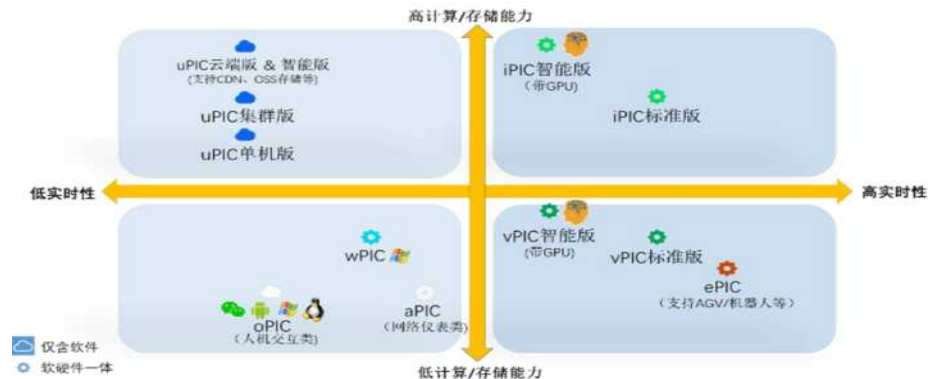 高计算/存储能力
uPIC云端版 & 智能版
(支持CDN、OSS存储等)
uPIC集群版
uPIC单机版
iPIC智能版
(带GPU)
iPIC标准版
低实时性
高实时性
wPIC
oPIC
(人机交互类)
aPIC
(网络仪表类)
vPIC智能版
(带GPU)
vPIC标准版
ePIC
(支持AGV/机器人等)
仅含软件
软硬件一体
低计算/存储能力